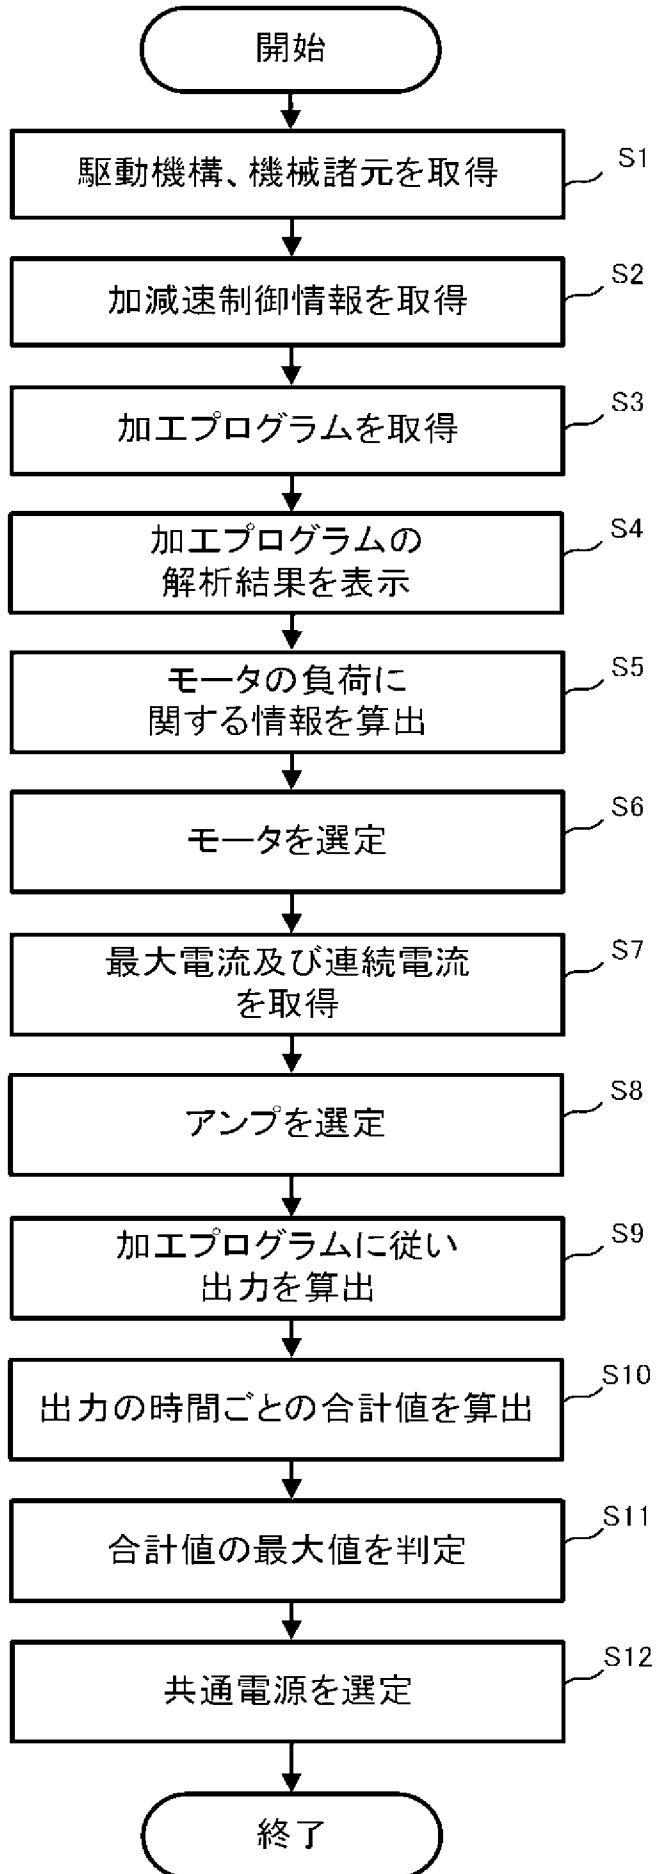 開始
駆動機構、機械諸元を取得
S1
加減速制御情報を取得
S2
加工プログラムを取得
S3
加工プログラムの
解析結果を表示
S4
モータの負荷に
関する情報を算出
S5
モータを選定
S6
最大電流及び連続電流
を取得
S7
アンプを選定
S8
加工プログラムに従い
出力を算出
S9
出力の時間ごとの合計値を算出
S10
合計値の最大値を判定
S11
共通電源を選定
S12
終了